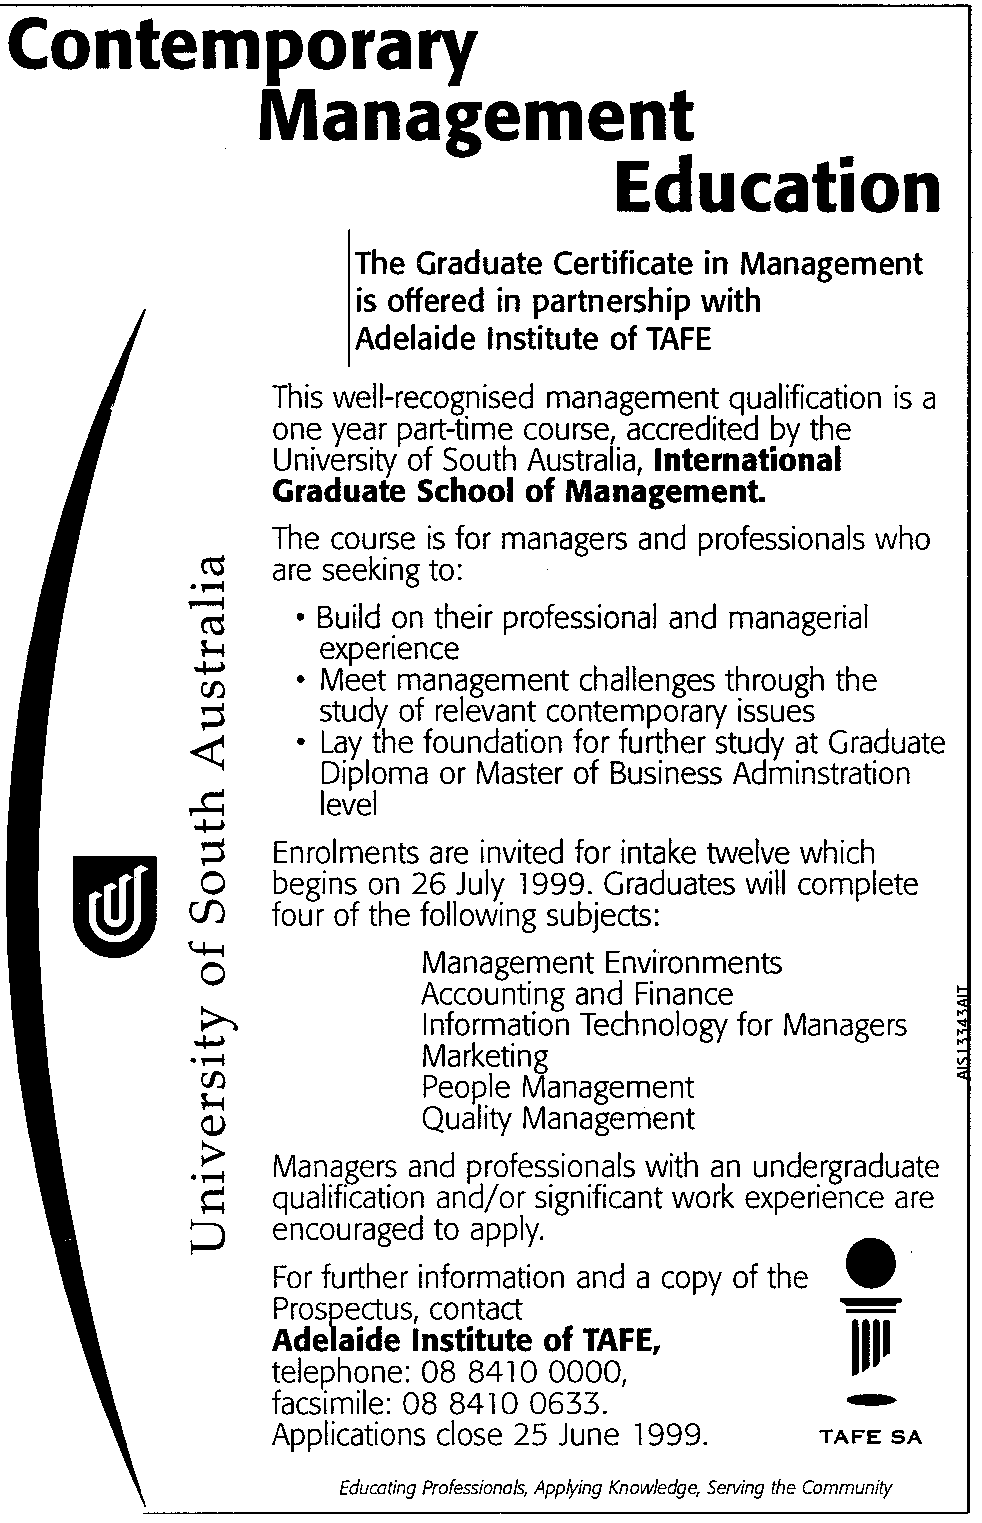 Contemporary
Management
Education
The Graduate Certificate in Management
is offered in partnership with
Adelaide Institute of TAFE
This well-recognised management qualification is a
one year part-time course, accredited by the
University of South Australia, International
Graduate School of Management.
The course is for managers and professionals who
are seeking to:
• Build on their professional and managerial
experience
• Meet management challenges through the
study of relevant contemporary issues
• Lay the foundation for further study at Graduate
Diploma or Master of Business Adminstration
level
Enrolments are invited for intake twelve which
begins on 26 July 1999. Graduates will complete
four of the following subjects:
Management Environments
Accounting and Finance
Information Technology for Managers
Marketing
People Management
Quality Management
Managers and professionals with an undergraduate
qualification and/or significant work experience are
encouraged to apply.
For further information and a copy of the
Prospectus, contact
Adelaide Institute of TAFE,
telephone: 08 8410 0000,
facsimile: 08 8410 0633.
Applications close 25 June 1999.
TAFE SA
Educating Professionals, Applying Knowledge, Serving the Community
University of South Australia
AIS13343AIT